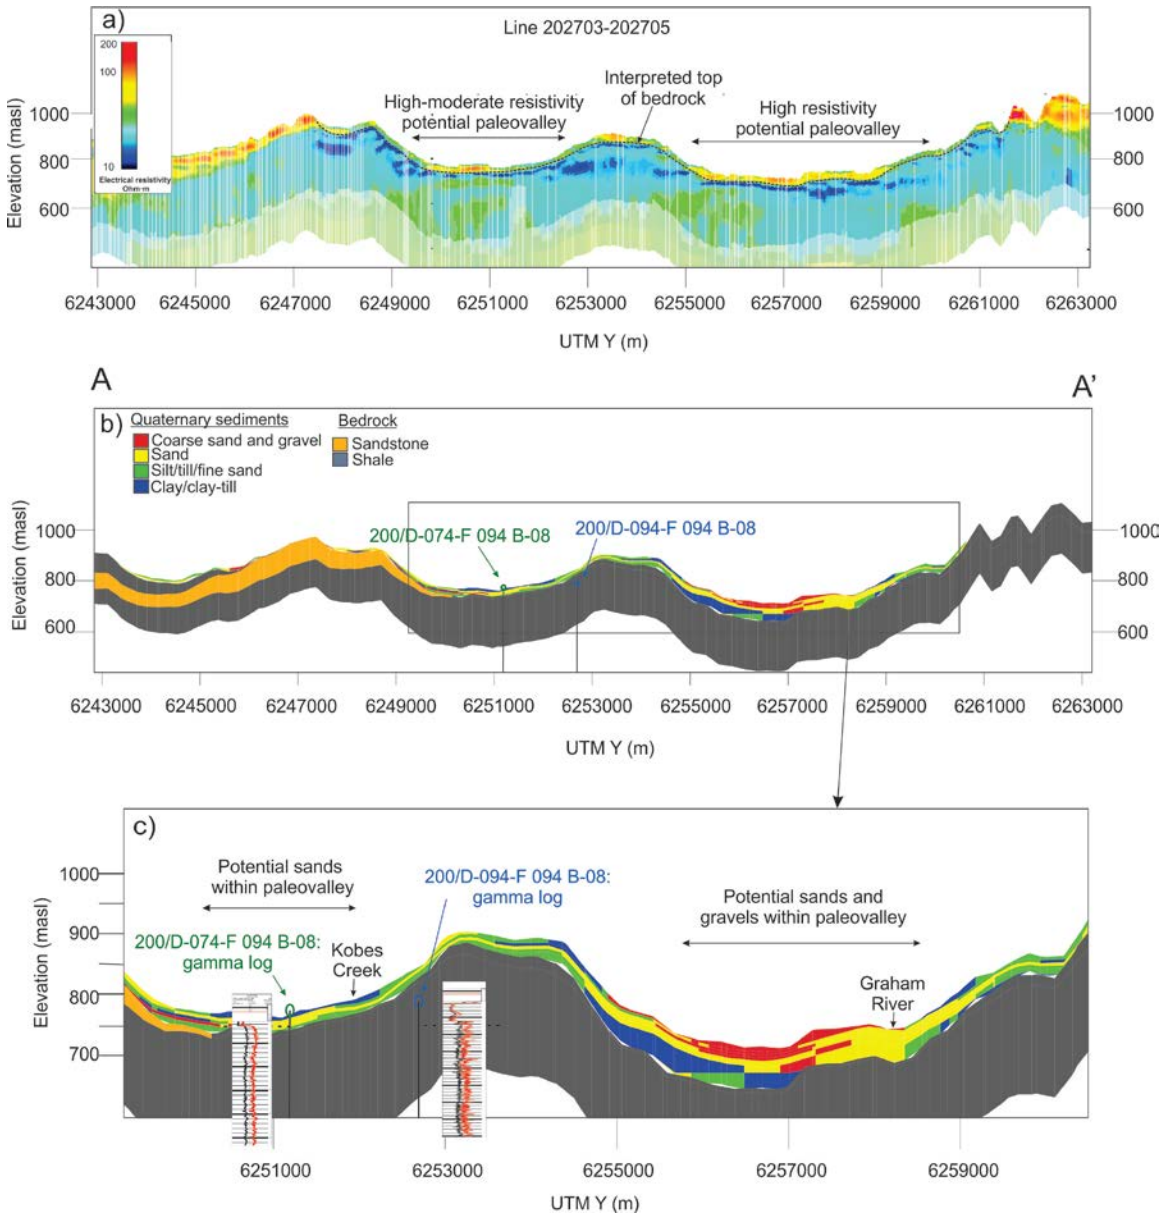 a)
Line 202703-202705
200
100
10
Electrical resistivity
Ohm-m
Elevation (masl)
1000
800
600
High-moderate resistivity
potential paleovalley
Interpreted top
of bedrock
High resistivity
potential paleovalley
1000
800
600
6243000 6245000 6247000 6249000 6251000 6253000 6255000 6257000 6259000 6261000 6263000
UTM Y (m)
A
A'
b)
Quaternary sediments
Coarse sand and gravel
Sand
Silt/till/fine sand
Clay/clay-till
Bedrock
Sandstone
Shale
Elevation (masl)
1000
800
600
200/D-074-F 094 B-08
200/D-094-F 094 B-08
1000
800
600
6243000 6245000 6247000 6249000 6251000 6253000 6255000 6257000 6259000 6261000 6263000
UTM Y (m)
c)
Elevation (masl)
1000
900
800
700
Potential sands
within paleovalley
200/D-094-F 094 B-08:
gamma log
200/D-074-F 094 B-08:
gamma log
Kobes
Creek
Potential sands and
gravels within paleovalley
Graham
River
6251000 6253000 6255000 6257000 6259000
UTM Y (m)